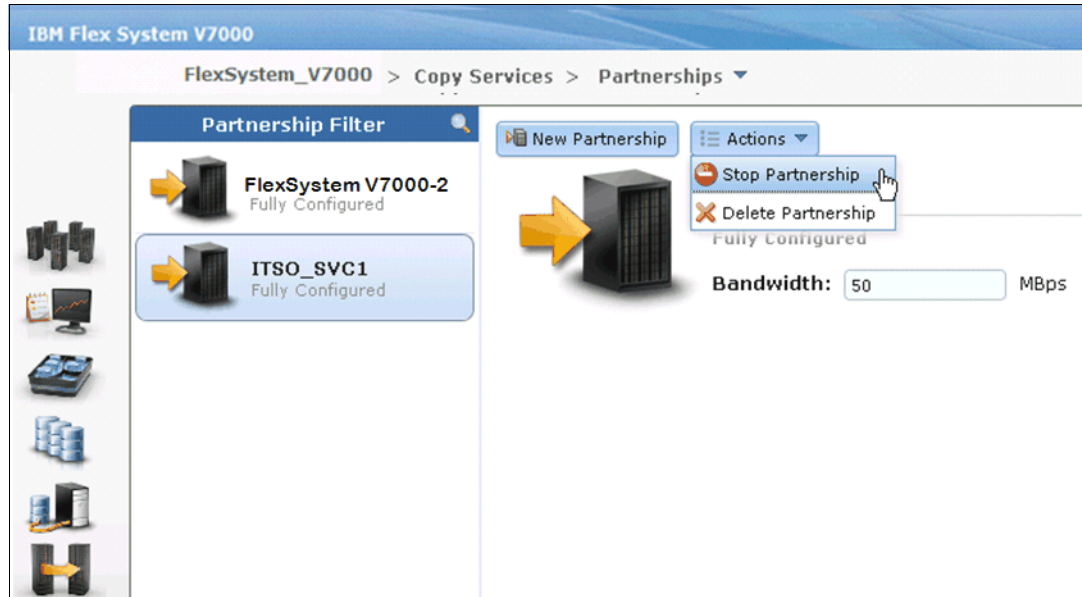 IBM Flex System V7000
FlexSystem_V7000 > Copy Services > Partnerships
Partnership Filter
FlexSystem V7000-2
Fully Configured
ITSO_SVC1
Fully Configured
New Partnership
Actions
Stop Partnership
Delete Partnership
Fully Configured
Bandwidth: 50 MBps